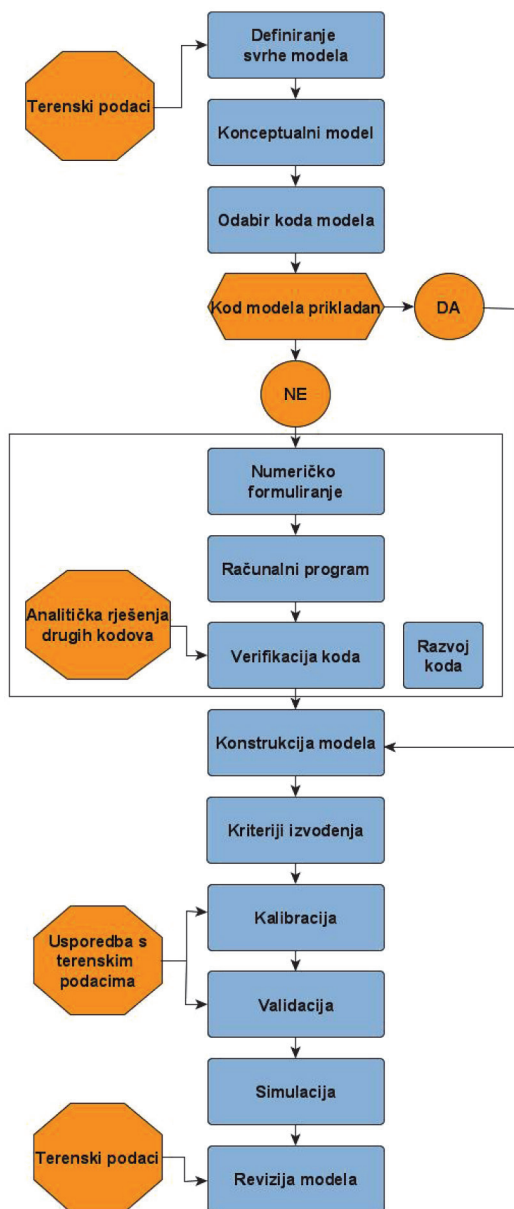 Definiranje
svrhe modela
Terenski podaci
Konceptualni model
Odabir koda modela
Kod modela prikladan
DA
NE
Numeričko
formuliranje
Računalni program
Analitička rješenja
drugih kodova
Verifikacija koda
Razvoj
koda
Konstrukcija modela
Kriteriji izvođenja
Kalibracija
Usporedba s
terenskim
podacima
Validacija
Simulacija
Terenski podaci
Revizija modela